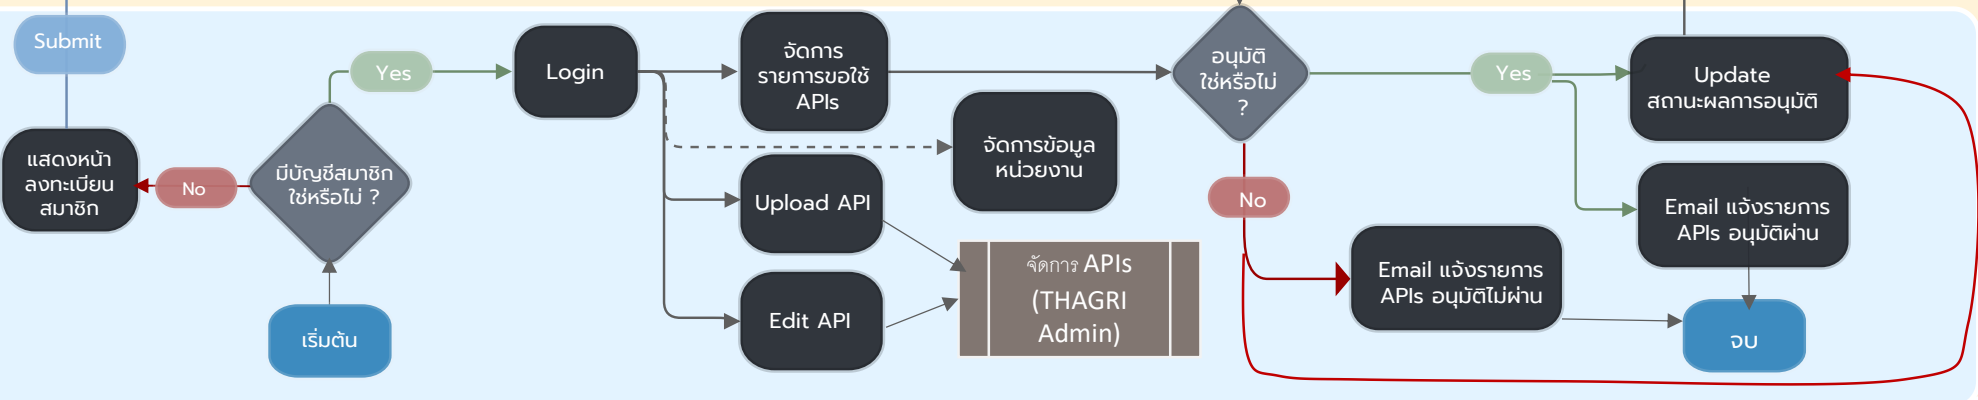 Submit
แสดงหน้า
ลงทะเบียน
สมาชิก
No
Yes
มีบัญชีสมาชิก
ใช่หรือไม่ ?
เริ่มต้น
Login
จัดการ
รายการขอใช้
APIs
จัดการข้อมูล
หน่วยงาน
Upload API
Edit API
จัดการ APIs
(THAGRI
Admin)
อนุมัติ
ใช่หรือไม่
?
No
Yes
Update
สถานะผลการอนุมัติ
Email แจ้งรายการ
APIs อนุมัติผ่าน
Email แจ้งรายการ
APIs อนุมัติไม่ผ่าน
จบ